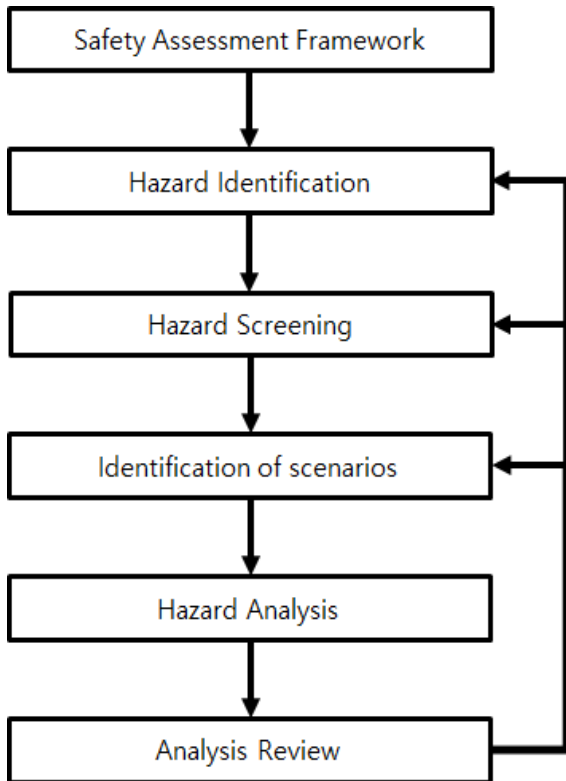 Safety Assessment Framework
Hazard Identification
Hazard Screening
Identification of scenarios
Hazard Analysis
Analysis Review